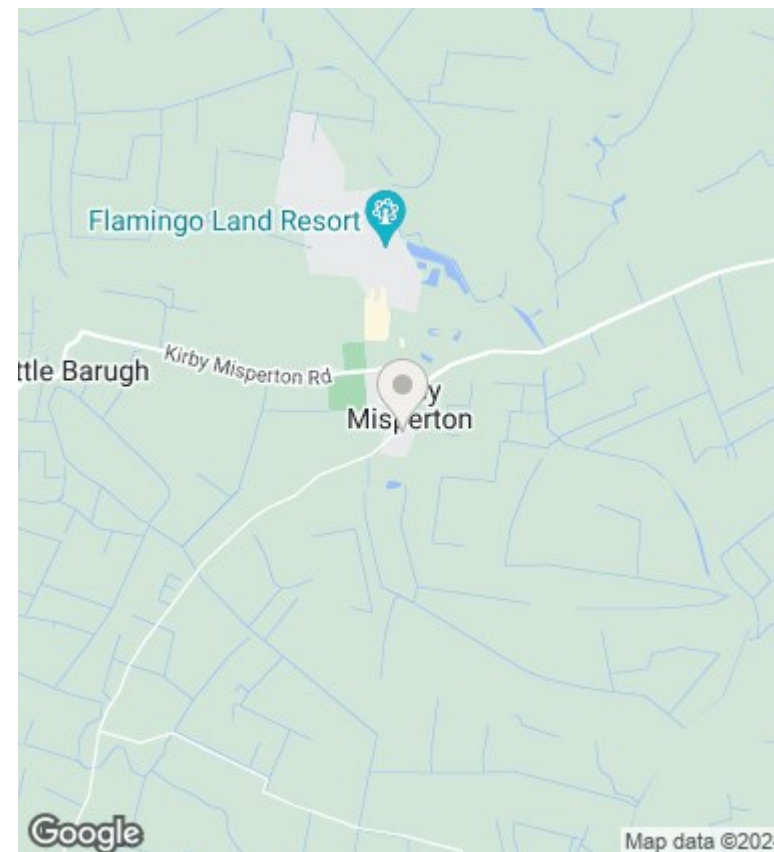 Flamingo Land Resort
Kirby Misperton Rd
ttle Barugh
y
Misperton
Google
Map data ©202